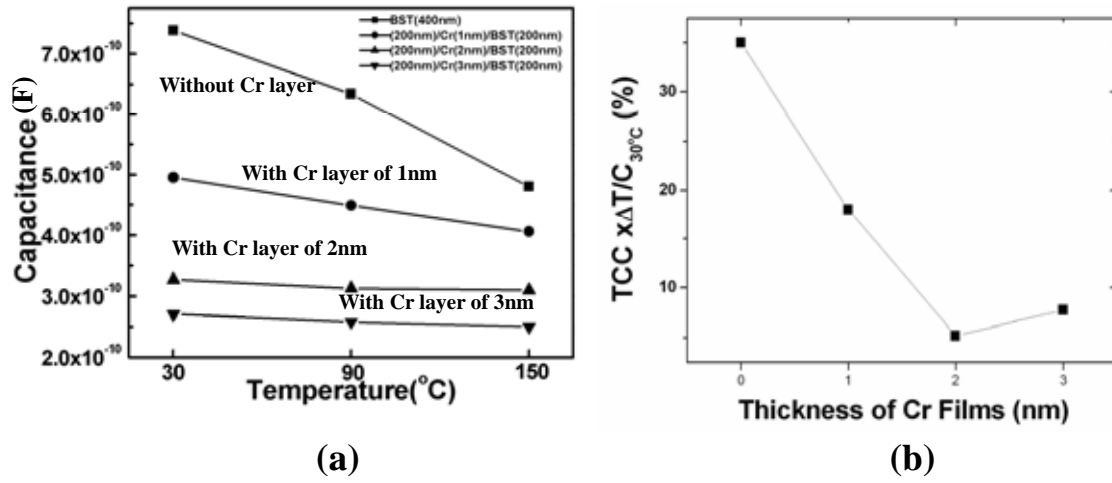 BST(400nm)
(200nm)/Cr(1nm)/BST(200nm)
(200nm)/Cr(2nm)/BST(200nm)
(200nm)/Cr(3nm)/BST(200nm)
Without Cr layer
With Cr layer of 1nm
With Cr layer of 2nm
With Cr layer of 3nm
Capacitance (F)
7.0x10⁻¹⁰
6.0x10⁻¹⁰
5.0x10⁻¹⁰
4.0x10⁻¹⁰
3.0x10⁻¹⁰
2.0x10⁻¹⁰
30 90 150
Temperature(°C)
(a)
TCC xΔT/C30°C (%)
30
20
10
0 1 2 3
Thickness of Cr Films (nm)
(b)